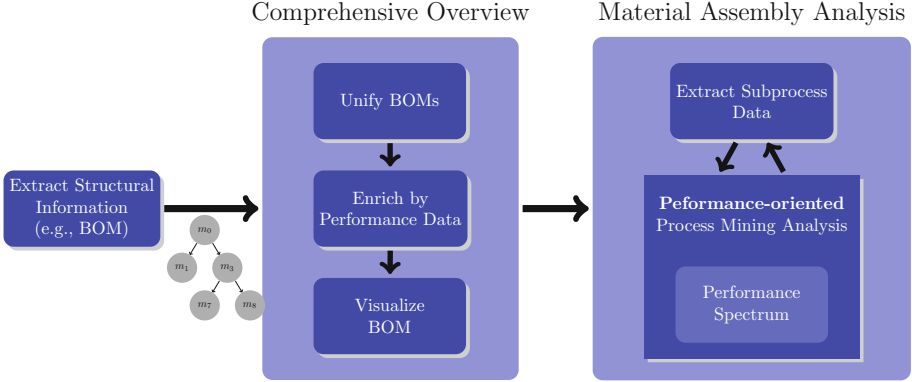 Comprehensive Overview
Material Assembly Analysis
Extract Structural
Information
(e.g., BOM)
m0
m1
m3
m7
m8
Unify BOMs
Enrich by
Performance Data
Visualize
BOM
Extract Subprocess
Data
Peformance-oriented
Process Mining Analysis
Performance
Spectrum